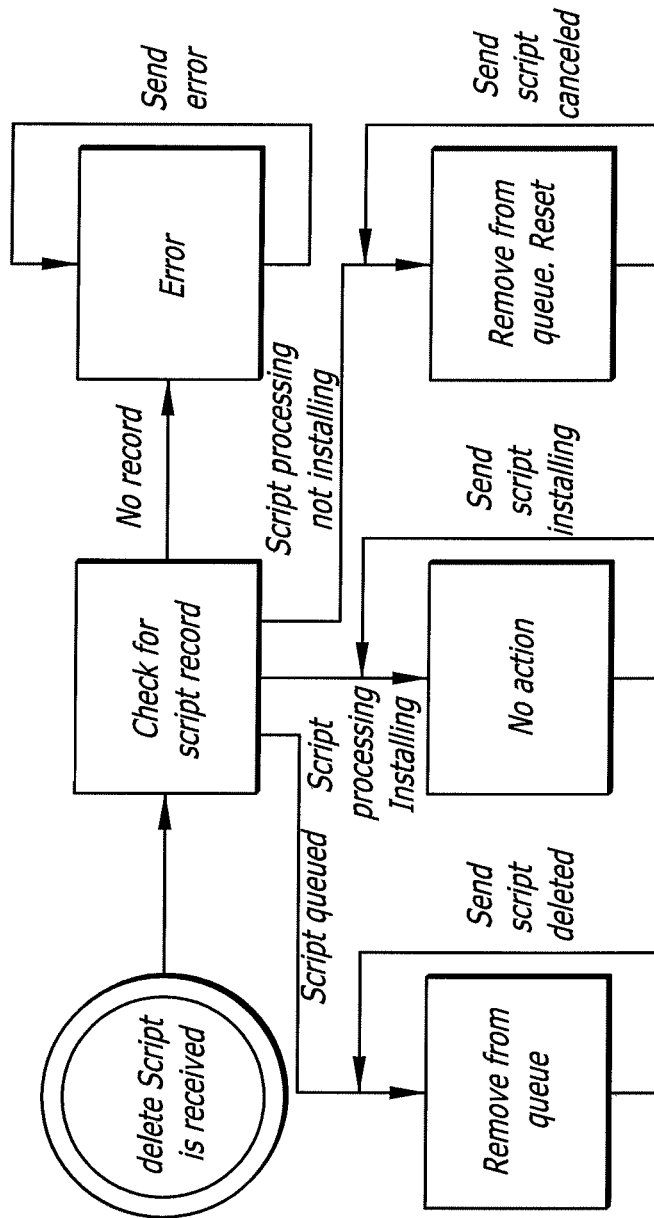 delete Script
is received
Check for
script record
No record
Error
Send
error
Script queued
Script
processing
Installing
Script processing
not installing
Remove from
queue
Send
script
deleted
No action
Send
script
installing
Remove from
queue. Reset
Send
script
canceled